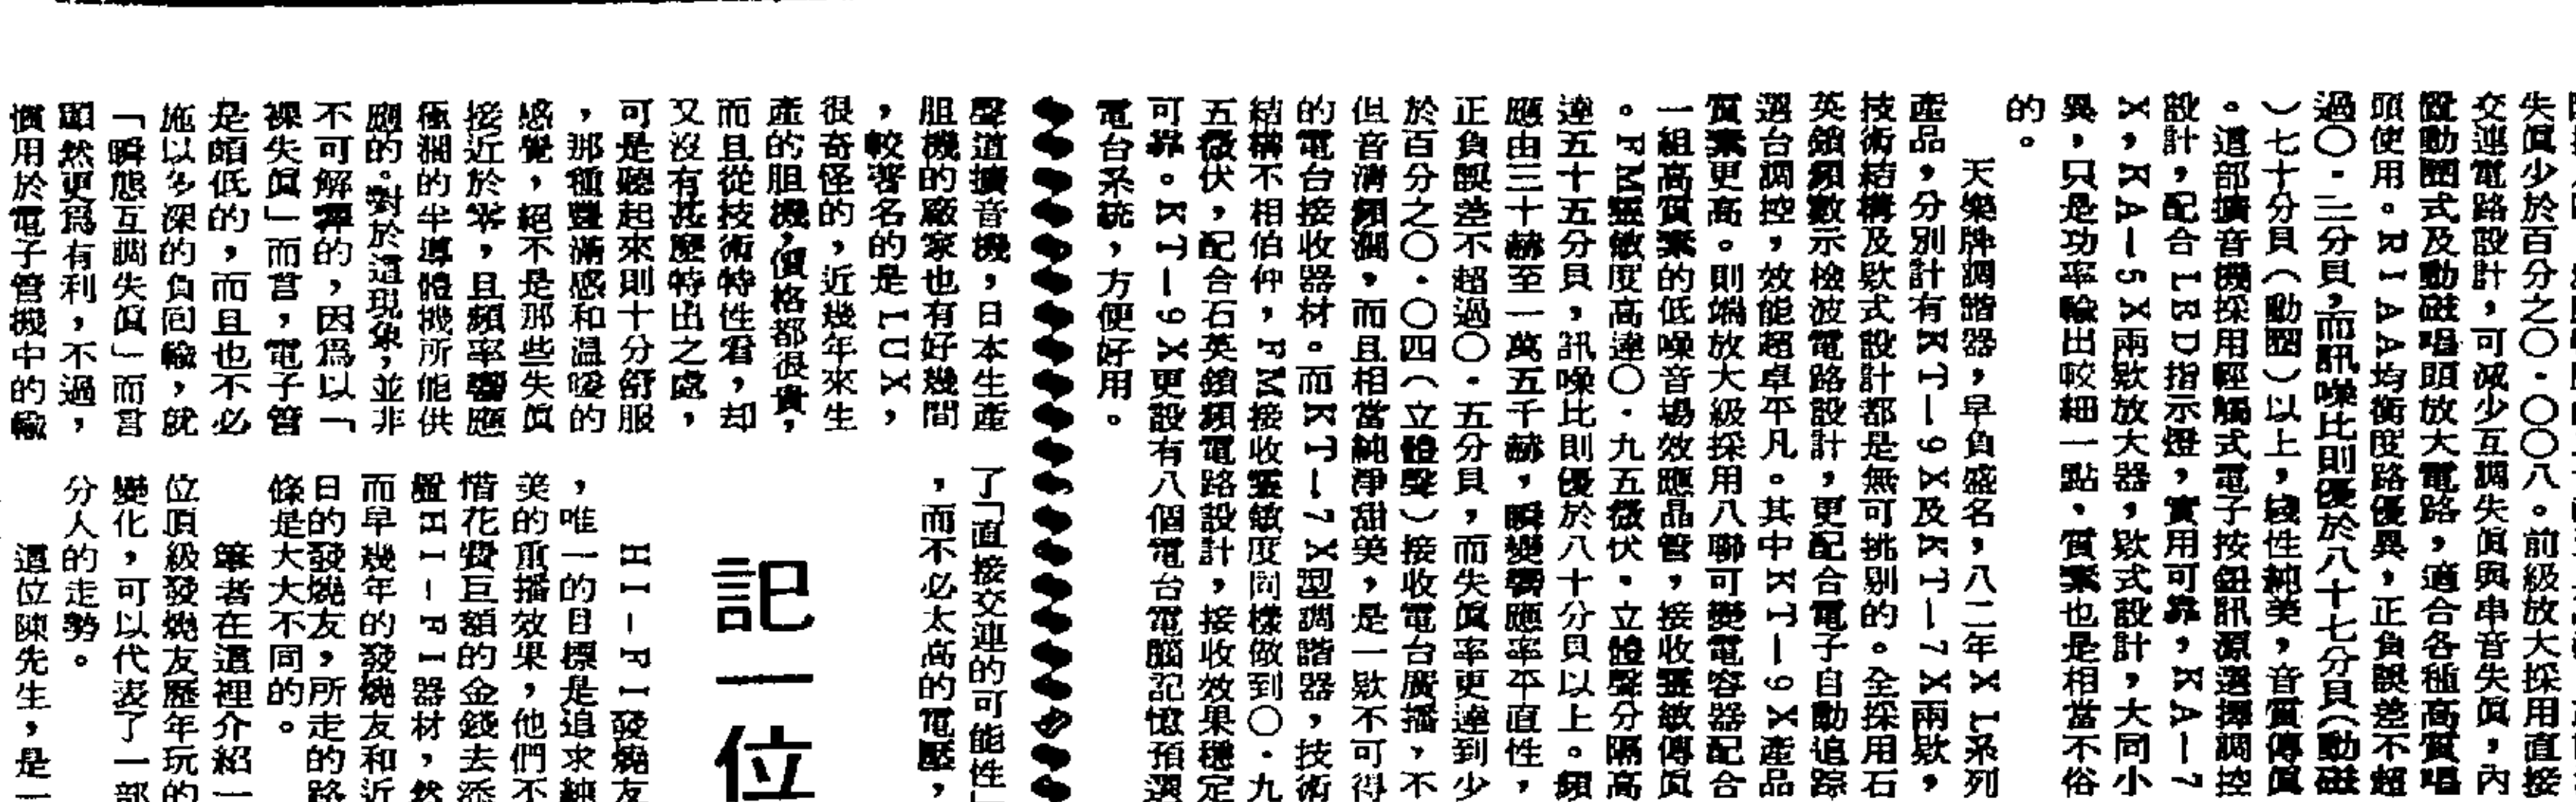 失眞少於百分之〇·〇〇八。前級放大採用直接
交連電路設計，可減少互調失眞與串音失眞，內
置動圈式及動磁唱頭放大電路，適合各種高質唱
頭使用。RIAA均衡度路優異，正負誤差不超
過〇·二分貝，而訊噪比則優於八十七分貝（動磁
）七十分貝（動圈）以上，綫性純美，音質傳眞
。這部擴音機採用輕觸式電子按鈕訊源選擇調控
設計，配合LED指示燈，實用可靠，KA—7
X，KA—5X兩欵放大器，欵式設計，大同小
異，只是功率輸出較細一點，質素也是相當不俗
的。
天樂牌調諧器，早負盛名，八二年XL系列
產品，分別計有KT—9X及KT—7X兩欵，
技術結構及欵式設計都是無可挑剔的。全採用石
英鎖頻數示檢波電路設計，更配合電子自動追踪
選台調控，效能超卓平凡。其中KT—9X產品
質素更高。則端放大級採用八聯可變電容器配合
一組高質素的低噪音場效應晶管，接收靈敏傳眞
。FM靈敏度高達〇·九五微伏，立體聲分隔高
達五十五分貝，訊噪比則優於八十分貝以上。頻
應由三十赫至一萬五千赫，瞬變響應率平直性，
正負誤差不超過〇·五分貝，而失眞率更達到少
於百分之〇·〇四（立體聲）接收電台廣播，不
但音清頻濶，而且相當純淨甜美，是一欵不可得
的電台接收器材。而KT—7X型調諧器，技術
結構不相伯仲，FM接收靈敏度同樣做到〇·九
五微伏，配合石英鎖頻電路設計，接收效果穩定
可靠。KT—9X更設有八個電台電腦記憶預選
電台系統，方便好用。
聲道擴音機，日本生產
胆機的廠家也有好幾間
，較著名的是LUX，
很奇怪的，近幾年來生
產的胆機，價格都很貴，
而且從技術特性看，却
又沒有甚麼特出之處，
可是聽起來則十分舒服
，那種豐滿感和溫暖的
感覺，絕不是那些失眞
接近於零，且頻率響應
極濶的半導體機所能供
應的。對於這現象，並非
不可解釋的，因爲以「
裸失眞」而言，電子管
是頗低的，而且也不必
施以多深的負回輸，就
「瞬態互調失眞」而言
顯然更爲有利，不過，
慣用於電子管機中的輸
了「直接交連的可能性」
，而不必太高的電壓，
記一位
HI—FI發燒友
，唯一的目標是追求純
美的重播效果，他們不
惜花費巨額的金錢去添
置HI—FI器材，然
而早幾年的發燒友和近
日的發燒友，所走的路
條是大大不同的。
筆者在這裡介紹一
位頂級發燒友歷年玩的
變化，可以代表了一部
分人的走勢。
這位陳先生，是一